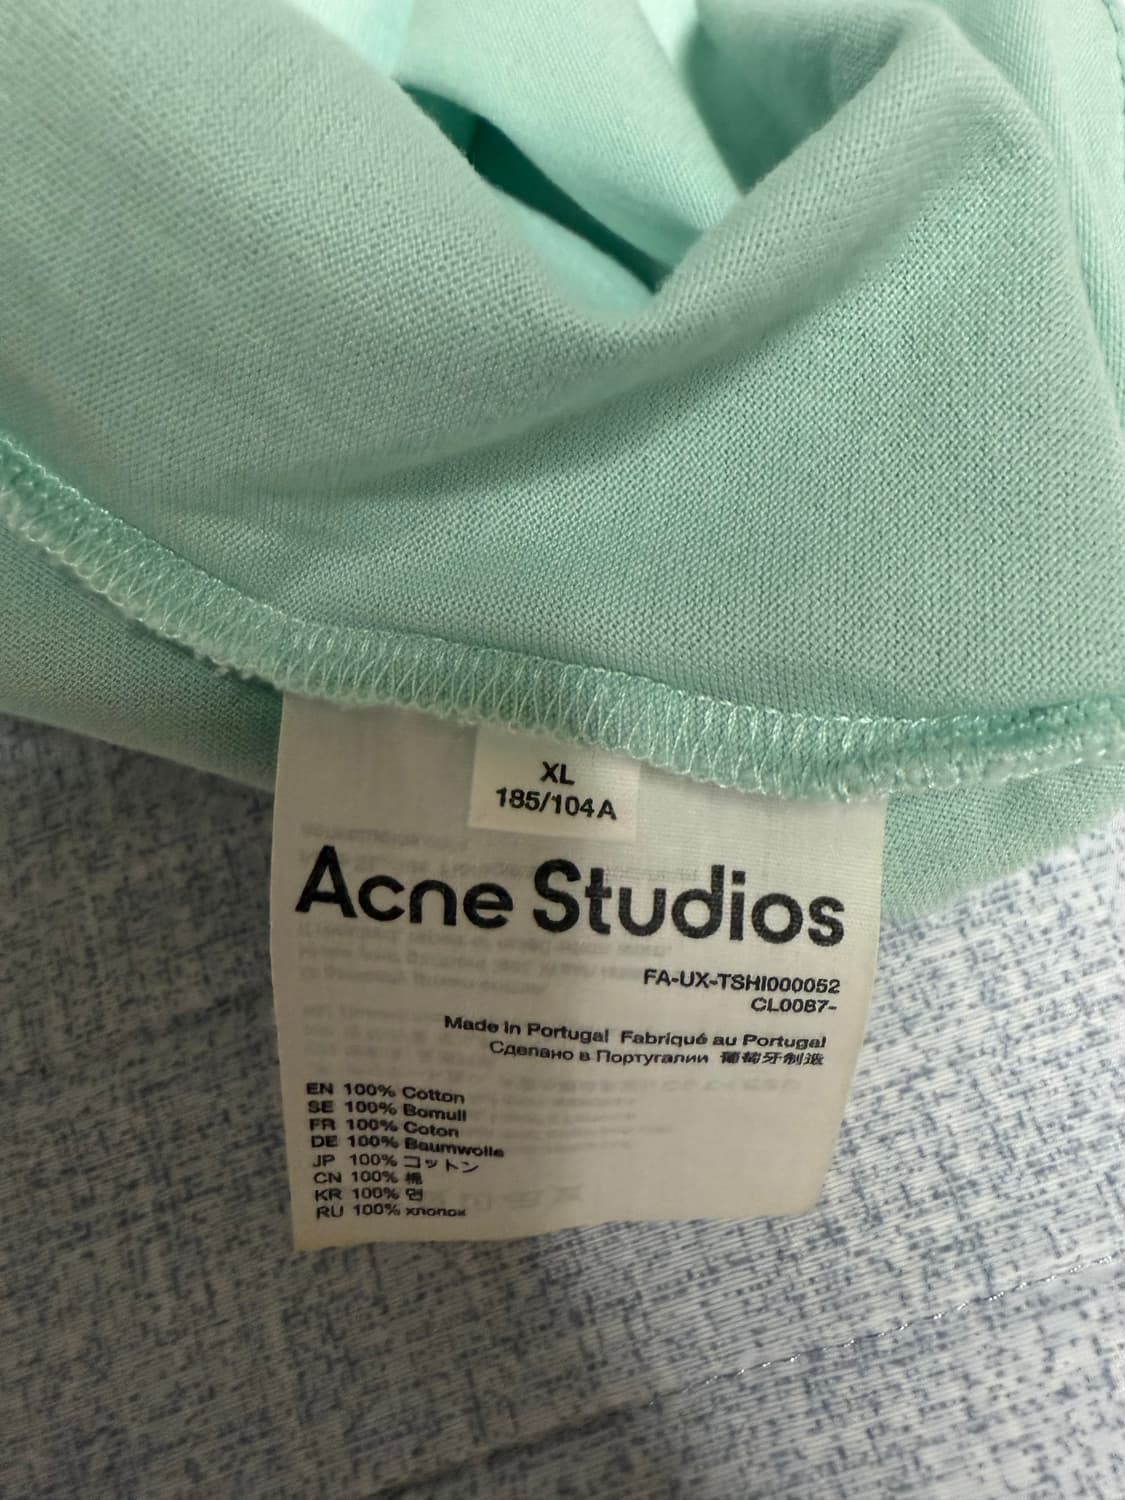 XL
185/104A
Acne Studios
FA-UX-TSHI000052
CL0087-
Made in Portugal Fabriqué au Portugal
Сделано в Португалии 葡萄牙制造
EN 100% Cotton
SE 100% Bomull
FR 100% Coton
DE 100% Baumwolle
JP 100% コットン
CN 100% 棉
KR 100% 면
RU 100% хлопок